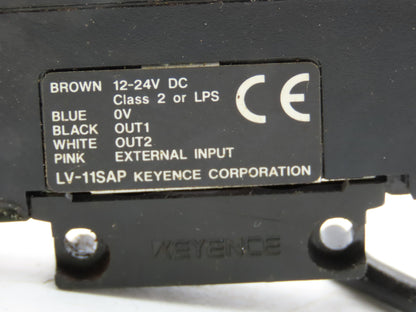 BROWN 12-24V DC
Class 2 or LPS
BLUE 0V
BLACK OUT1
WHITE OUT2
PINK EXTERNAL INPUT
LV-11SAP KEYENCE CORPORATION
CE
KEYENCE